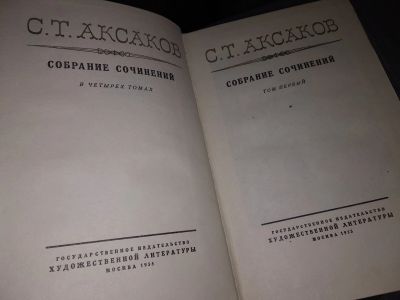 С.Т. АКСАКОВ
СОБРАНИЕ СОЧИНЕНИЙ
В ЧЕТЫРЕХ ТОМАХ
ГОСУДАРСТВЕННОЕ ИЗДАТЕЛЬСТВО
ХУДОЖЕСТВЕННОЙ ЛИТЕРАТУРЫ
МОСКВА 1955
С.Т. АКСАКОВ
СОБРАНИЕ СОЧИНЕНИЙ
ТОМ ПЕРВЫЙ
ГОСУДАРСТВЕННОЕ ИЗДАТЕЛЬСТВО
ХУДОЖЕСТВЕННОЙ ЛИТЕРАТУРЫ
МОСКВА 1955